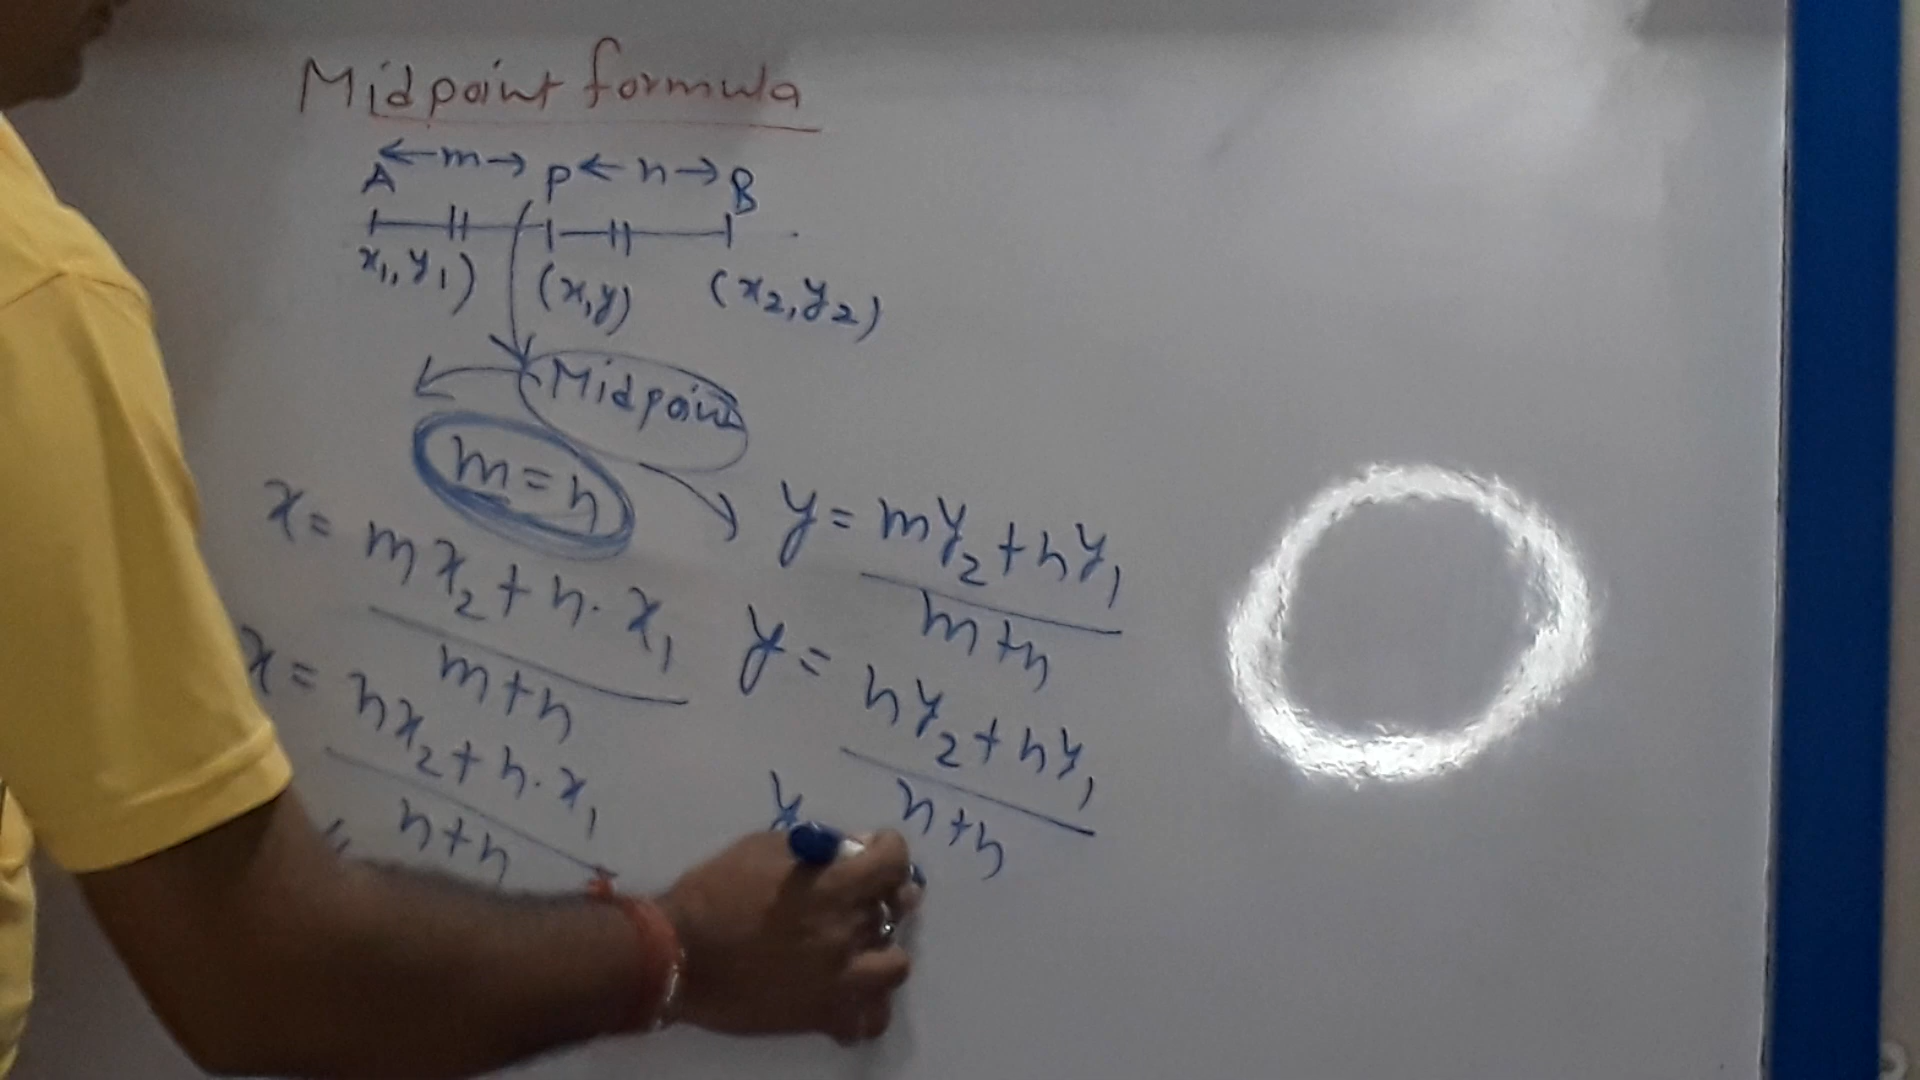 Midpoint formula
A ←m→ P ←n→ B
x₁, y₁) (x,y) (x₂,y₂)
Midpoint
m=n
x = mx₂ + n. x₁ / m+n
y = my₂ + ny₁ / m+n
x = nx₂ + n. x₁ / n+n
y = ny₂ + ny₁ / n+n
y